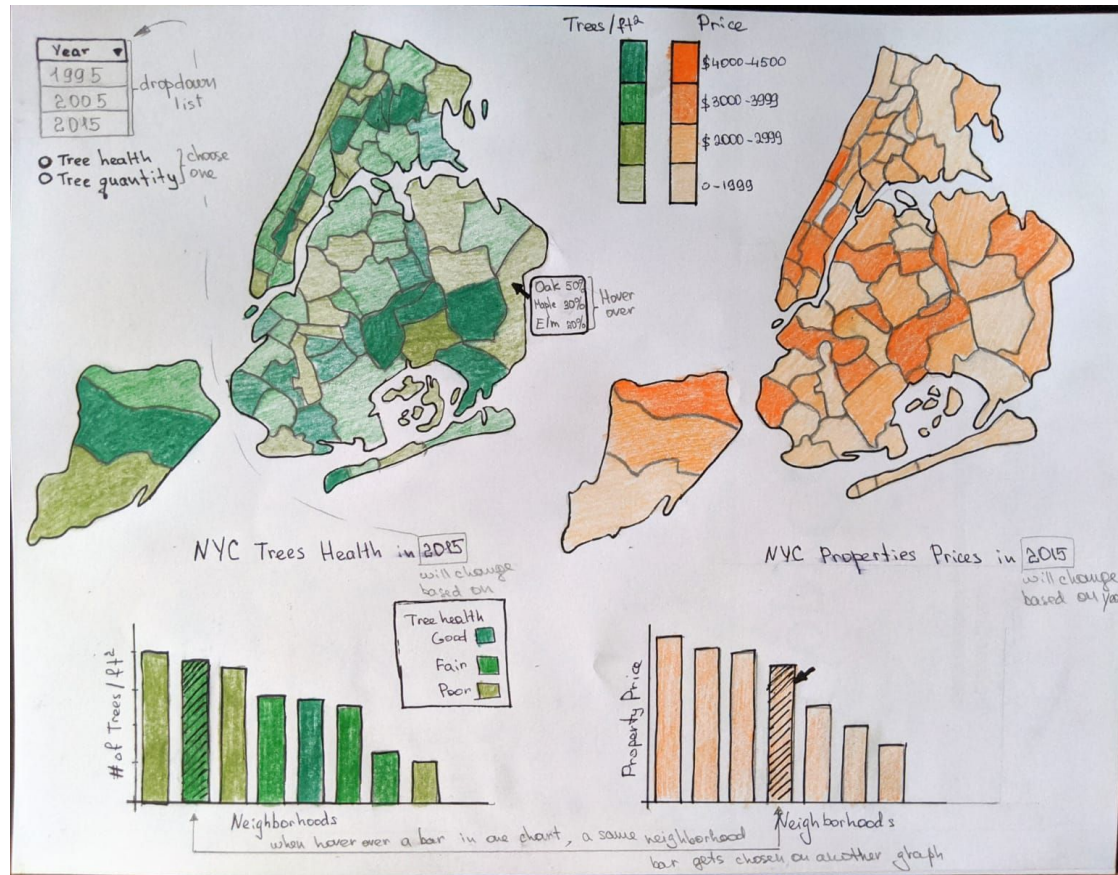 Year ▼
1995
2005
2015
dropdown
list
Tree health
Tree quantity
choose
one
Trees/ft²
Price
$4000-4500
$3000-3999
$2000-2999
0-1999
Oak 50%
Maple 30%
Elm 20%
Hover
over
NYC Trees Health in 2015
will change
based on
NYC Properties Prices in 2015
will change
based on
Tree health
Good
Fair
Poor
# of Trees/ft²
Neighborhoods
Property Price
Neighborhoods
when hover over a bar in one chart, a same neighborhood
bar gets chosen on another graph